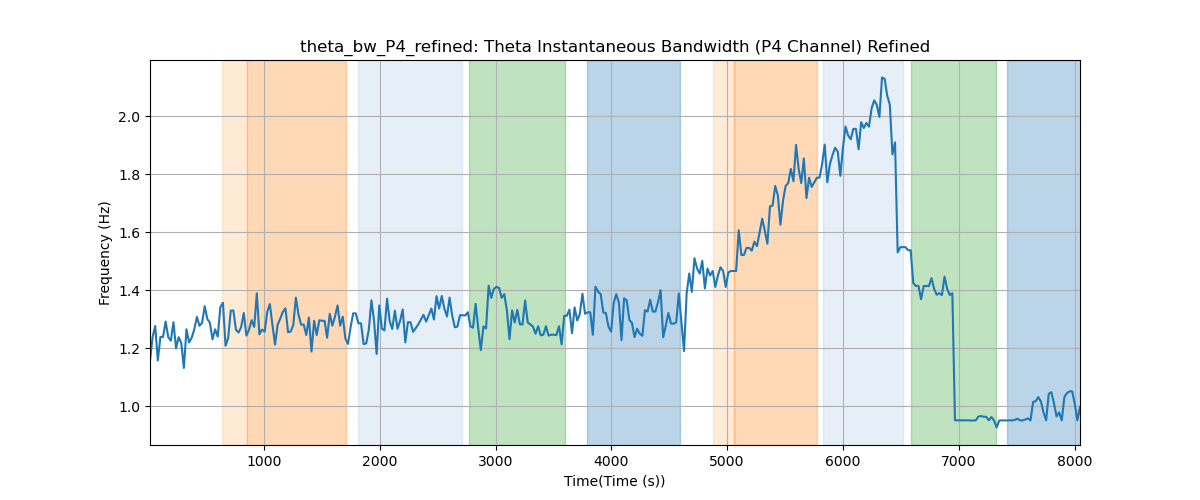 theta_bw_P4_refined: Theta Instantaneous Bandwidth (P4 Channel) Refined
Frequency (Hz)
2.0
1.8
1.6
1.4
1.2
1.0
1000 2000 3000 4000 5000 6000 7000 8000
Time(Time (s))